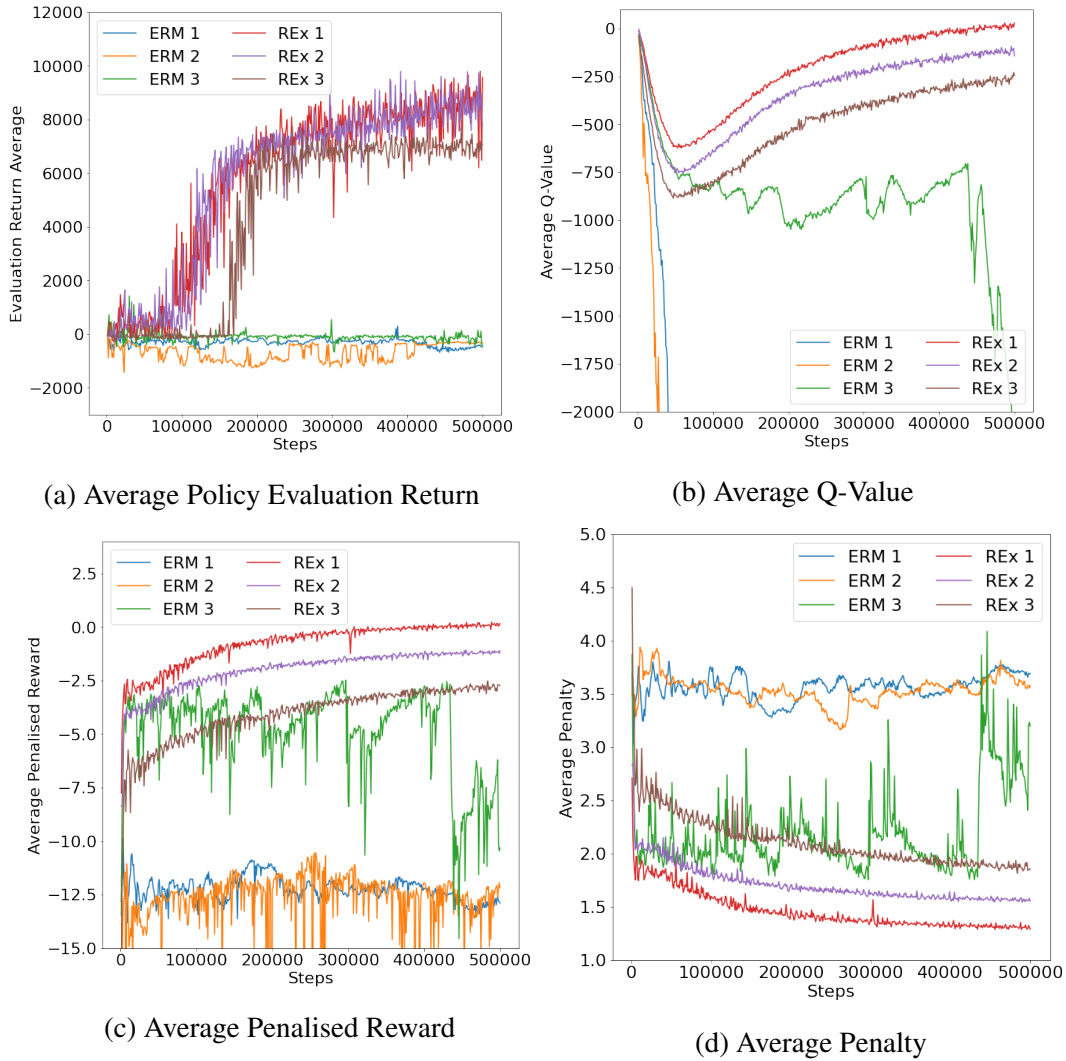 12000
10000
8000
6000
4000
2000
0
−2000
Evaluation Return Average
ERM 1
ERM 2
ERM 3
REx 1
REx 2
REx 3
0 100000 200000 300000 400000 500000
Steps
(a) Average Policy Evaluation Return
0
−250
−500
−750
−1000
−1250
−1500
−1750
−2000
Average Q-Value
ERM 1
ERM 2
ERM 3
REx 1
REx 2
REx 3
0 100000 200000 300000 400000 500000
Steps
(b) Average Q-Value
2.5
0.0
−2.5
−5.0
−7.5
−10.0
−12.5
−15.0
Average Penalised Reward
ERM 1
ERM 2
ERM 3
REx 1
REx 2
REx 3
0 100000 200000 300000 400000 500000
Steps
(c) Average Penalised Reward
5.0
4.5
4.0
3.5
3.0
2.5
2.0
1.5
1.0
Average Penalty
ERM 1
ERM 2
ERM 3
REx 1
REx 2
REx 3
0 100000 200000 300000 400000 500000
Steps
(d) Average Penalty